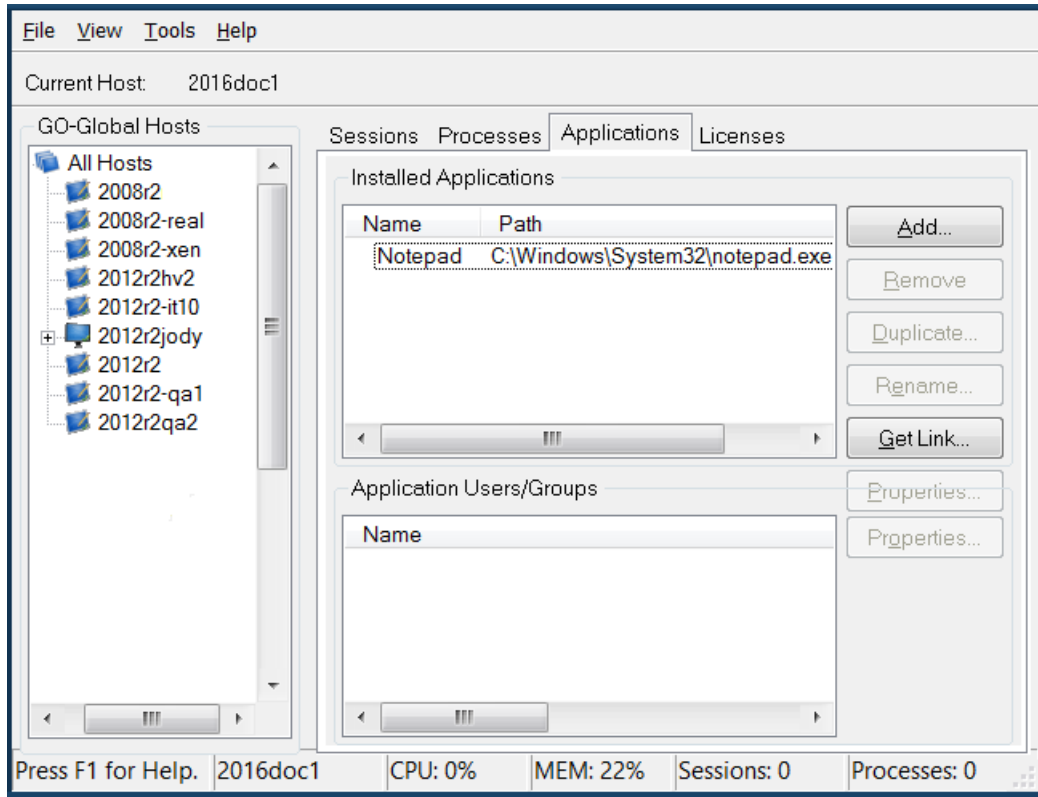 File View Tools Help
Current Host: 2016doc1
GO-Global Hosts
All Hosts
2008r2
2008r2-real
2008r2-xen
2012r2hv2
2012r2-it10
2012r2jody
2012r2
2012r2-qa1
2012r2qa2
Sessions Processes Applications Licenses
Installed Applications
Name Path
Notepad C:\Windows\System32\notepad.exe
Add...
Remove
Duplicate...
Rename...
Get Link...
Properties...
Application Users/Groups
Name
Properties...
Press F1 for Help. 2016doc1 CPU: 0% MEM: 22% Sessions: 0 Processes: 0